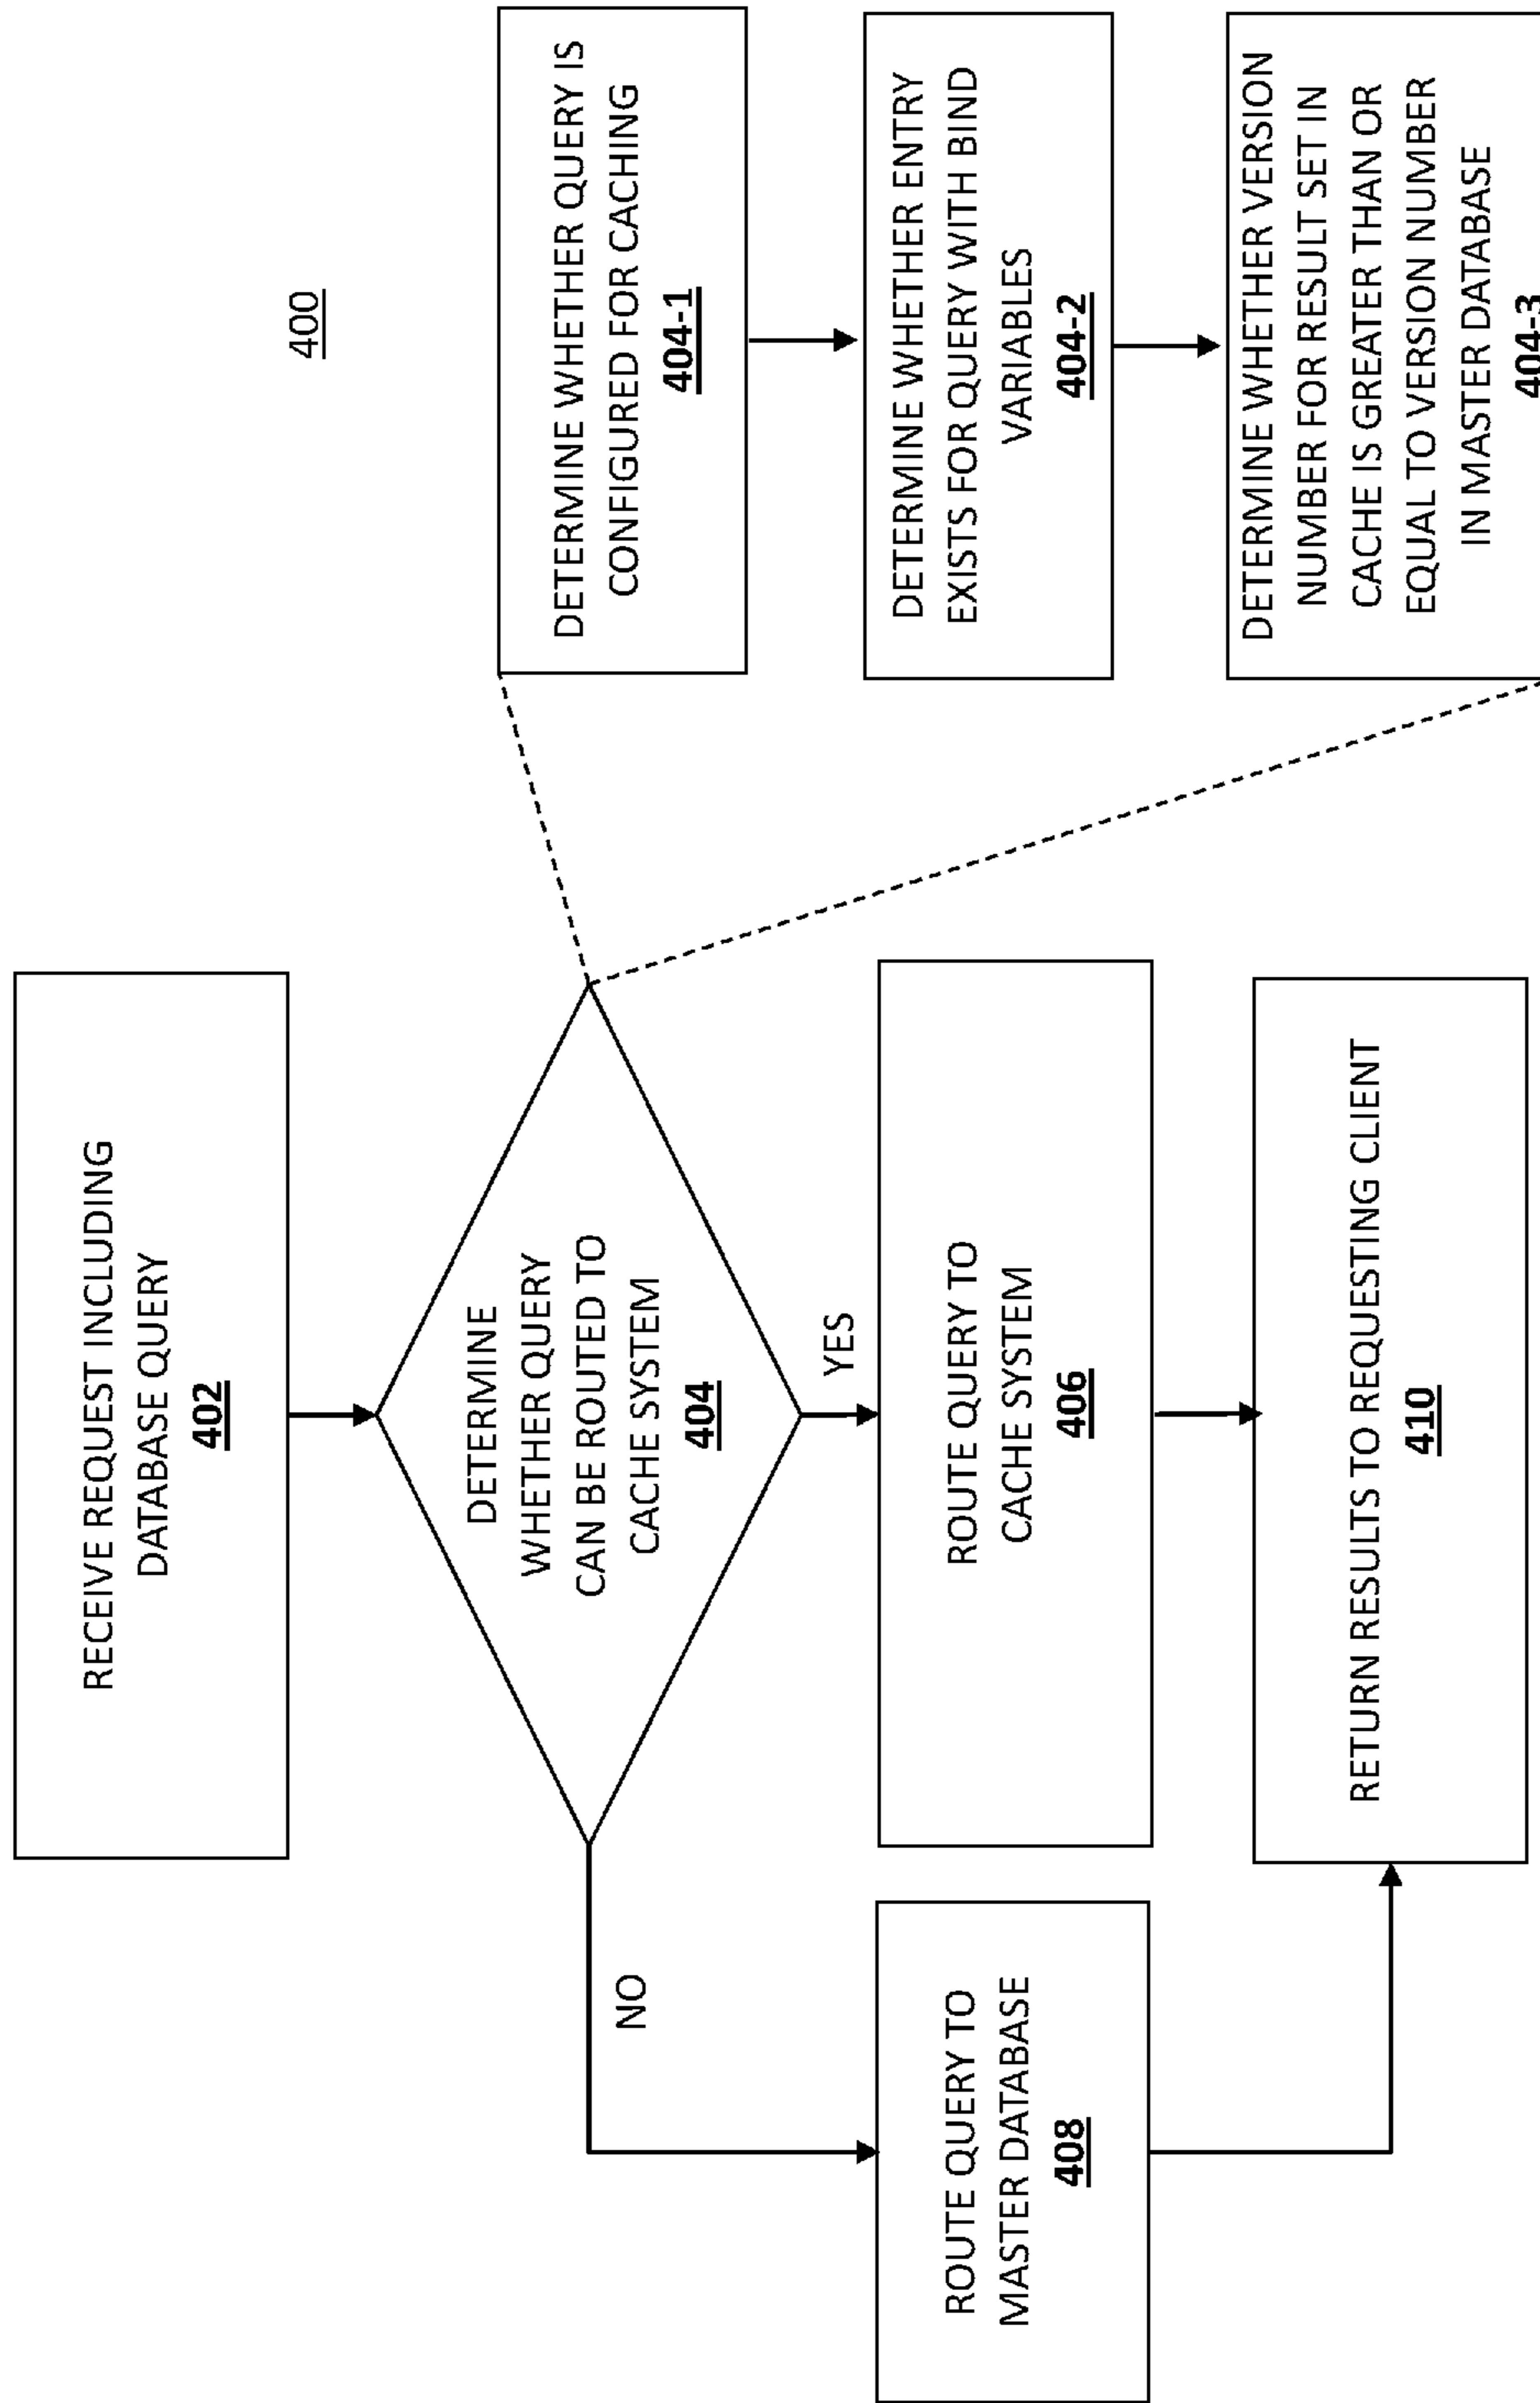 400
RECEIVE REQUEST INCLUDING
DATABASE QUERY
402
DETERMINE
WHETHER QUERY
CAN BE ROUTED TO
CACHE SYSTEM
404
NO
YES
ROUTE QUERY TO
MASTER DATABASE
408
ROUTE QUERY TO
CACHE SYSTEM
406
RETURN RESULTS TO REQUESTING CLIENT
410
DETERMINE WHETHER QUERY IS
CONFIGURED FOR CACHING
404-1
DETERMINE WHETHER ENTRY
EXISTS FOR QUERY WITH BIND
VARIABLES
404-2
DETERMINE WHETHER VERSION
NUMBER FOR RESULT SET IN
CACHE IS GREATER THAN OR
EQUAL TO VERSION NUMBER
IN MASTER DATABASE
404-3